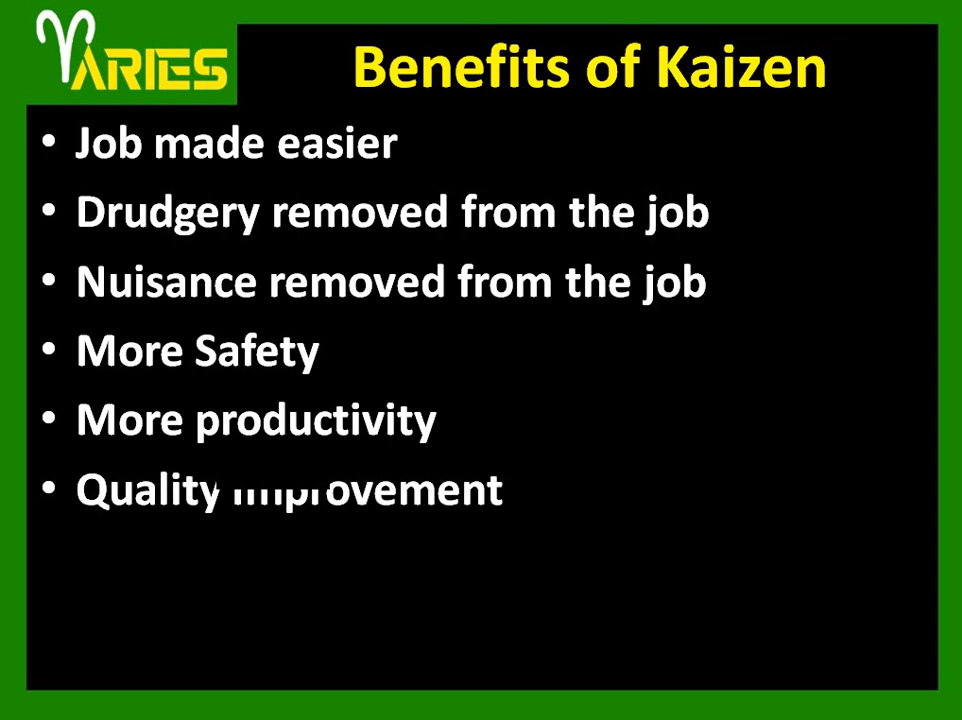 ARIES
Benefits of Kaizen
• Job made easier
• Drudgery removed from the job
• Nuisance removed from the job
• More Safety
• More productivity
• Quality improvement